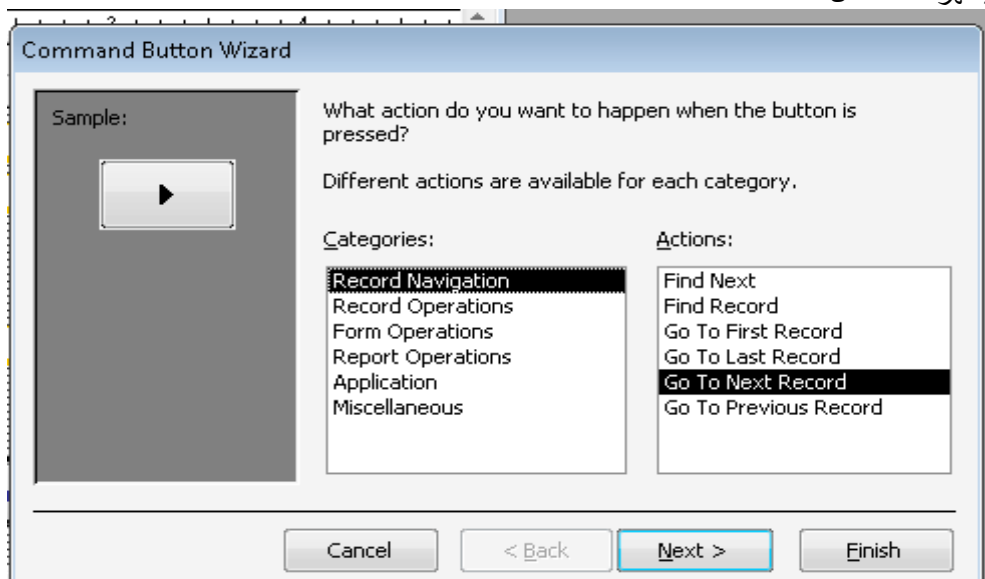 Command Button Wizard
Sample:
What action do you want to happen when the button is
pressed?
Different actions are available for each category.
Categories:
Actions:
Record Navigation
Record Operations
Form Operations
Report Operations
Application
Miscellaneous
Find Next
Find Record
Go To First Record
Go To Last Record
Go To Next Record
Go To Previous Record
Cancel
< Back
Next >
Finish